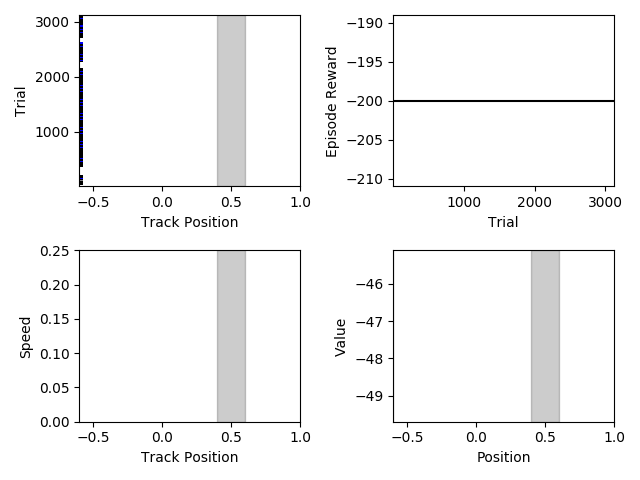 3000
2000
1000
Trial
−0.5 0.0 0.5 1.0
Track Position
−190
−195
−200
−205
−210
Episode Reward
1000 2000 3000
Trial
0.25
0.20
0.15
0.10
0.05
0.00
Speed
−0.5 0.0 0.5 1.0
Track Position
−46
−47
−48
−49
Value
−0.5 0.0 0.5 1.0
Position